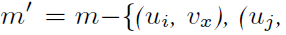 m′ = m−{(u_i, v_x), (u_j,